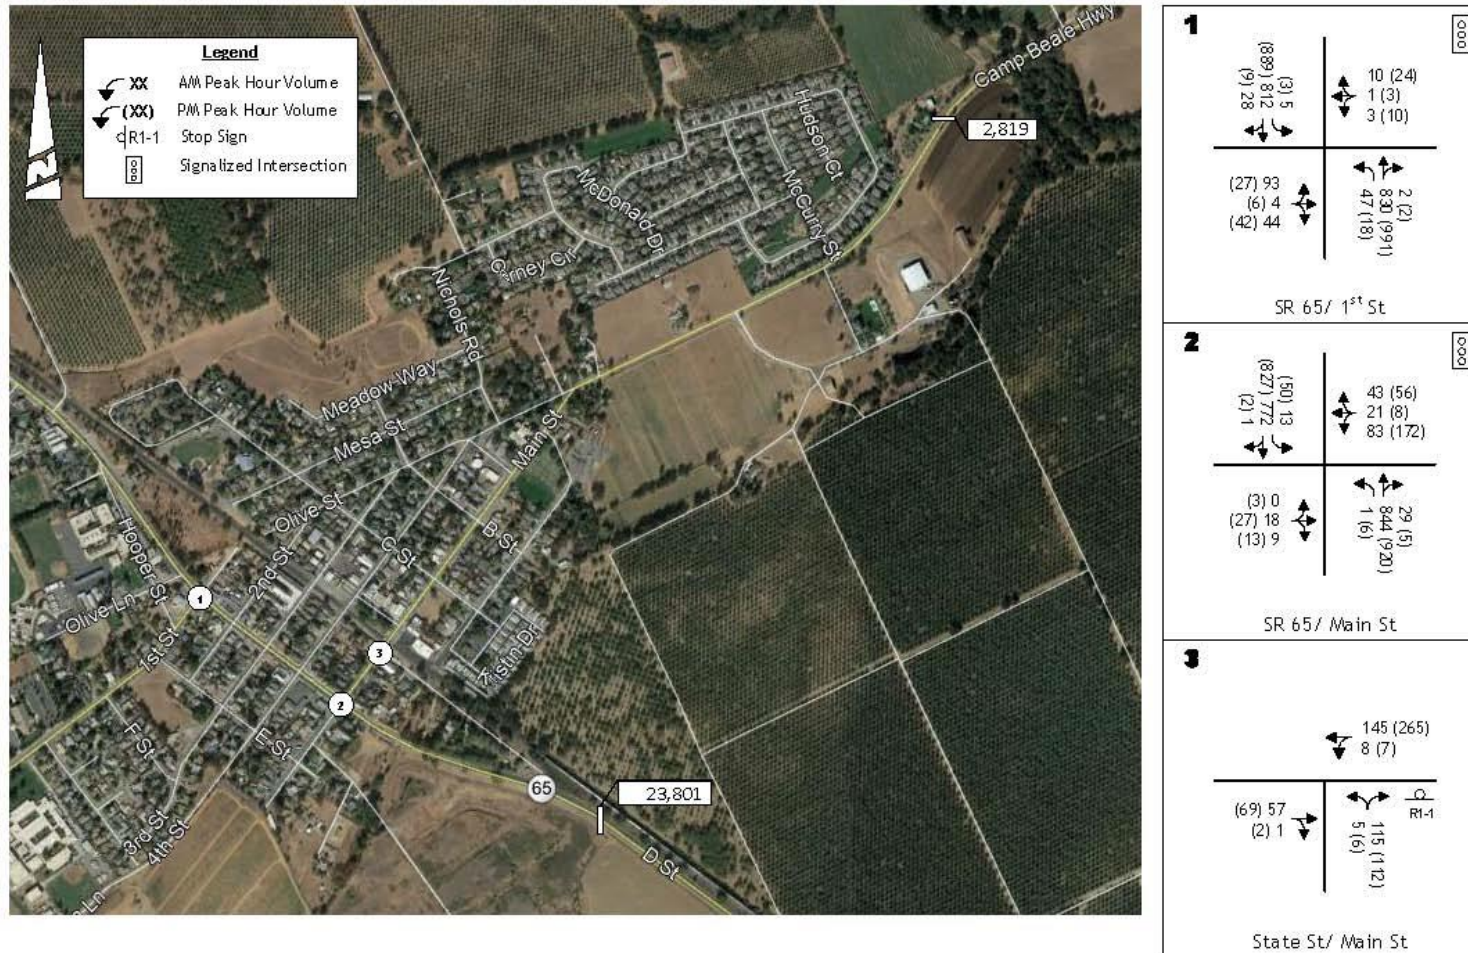 Legend
XX AM Peak Hour Volume
(XX) PM Peak Hour Volume
R1-1 Stop Sign
Signalized Intersection
Camp Beale Hwy
2,819
Hudson Ct
McCurry St
McDonald Dr
Carney Cir
Nichols Rd
Meadow Way
Mesa St
Main St
Olive St
2nd St
C St
B St
Hooper St
Olive Ln
1
1st St
3
Kristin Dr
2
F St
E St
65
23,801
3rd St
4th St
D St
Ln
1
(9) 28
(889) 812
(3) 5
10 (24)
1 (3)
3 (10)
(27) 93
(6) 4
(42) 44
47 (18)
830 (991)
2 (2)
SR 65/ 1st St
2
(2) 1
(827) 772
(50) 13
43 (56)
21 (8)
83 (172)
(3) 0
(27) 18
(13) 9
1 (6)
844 (920)
29 (5)
SR 65/ Main St
3
145 (265)
8 (7)
(69) 57
(2) 1
5 (6)
115 (112)
R1-1
State St/ Main St